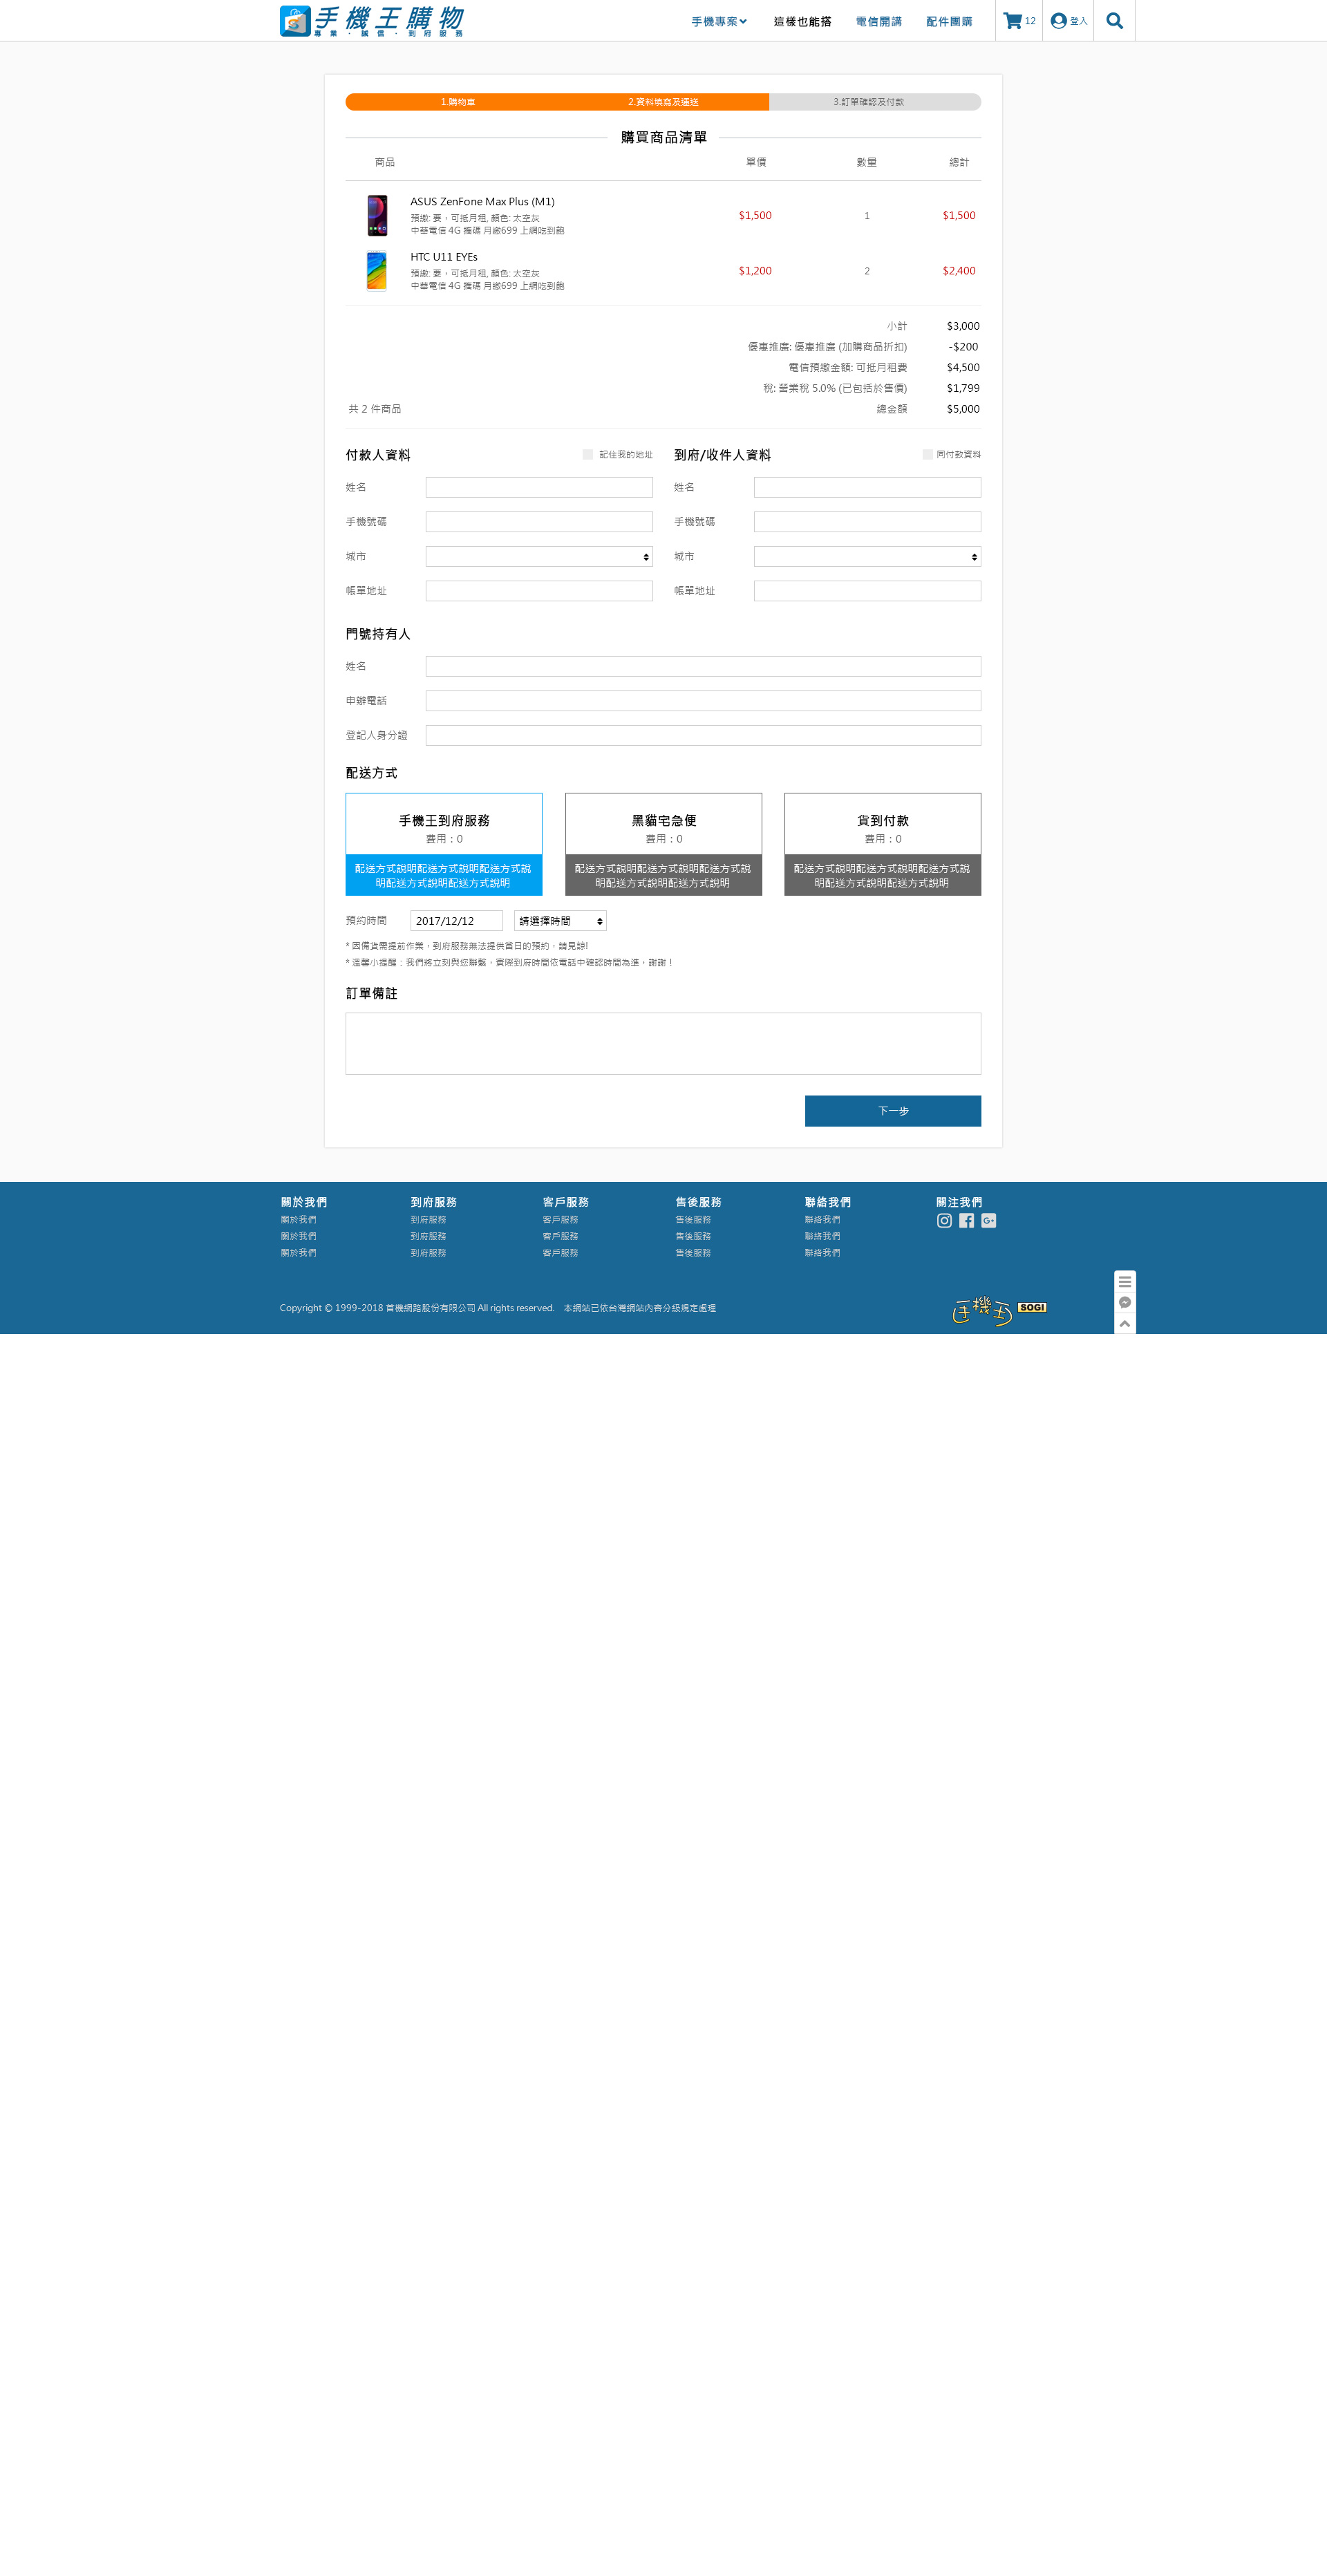 手機王購物
專業・誠信・到府服務
手機專案 這樣也能搭 電信開講 配件團購 12 登入
1.購物車 2.資料填寫及運送 3.訂單確認及付款
購買商品清單
商品 單價 數量 總計
ASUS ZenFone Max Plus (M1)
預繳: 要，可抵月租, 顏色: 太空灰
中華電信 4G 攜碼 月繳699 上網吃到飽
$1,500 1 $1,500
HTC U11 EYEs
預繳: 要，可抵月租, 顏色: 太空灰
中華電信 4G 攜碼 月繳699 上網吃到飽
$1,200 2 $2,400
小計 $3,000
優惠推廣: 優惠推廣 (加購商品折扣) -$200
電信預繳金額: 可抵月租費 $4,500
稅: 營業稅 5.0% (已包括於售價) $1,799
共 2 件商品 總金額 $5,000
付款人資料 記住我的地址 到府/收件人資料 同付款資料
姓名 姓名
手機號碼 手機號碼
城市 城市
帳單地址 帳單地址
門號持有人
姓名
申辦電話
登記人身分證
配送方式
手機王到府服務 黑貓宅急便 貨到付款
費用：0 費用：0 費用：0
配送方式說明配送方式說明配送方式說 配送方式說明配送方式說明配送方式說 配送方式說明配送方式說明配送方式說
明配送方式說明配送方式說明 明配送方式說明配送方式說明 明配送方式說明配送方式說明
預約時間 2017/12/12 請選擇時間
* 因備貨需提前作業，到府服務無法提供當日的預約，請見諒!
* 溫馨小提醒：我們將立刻與您聯繫，實際到府時間依電話中確認時間為準，謝謝！
訂單備註
下一步
關於我們 到府服務 客戶服務 售後服務 聯絡我們 關注我們
關於我們 到府服務 客戶服務 售後服務 聯絡我們
關於我們 到府服務 客戶服務 售後服務 聯絡我們
關於我們 到府服務 客戶服務 售後服務 聯絡我們
Copyright © 1999-2018 首機網路股份有限公司 All rights reserved. 本網站已依台灣網站內容分級規定處理
手機王 SOGI